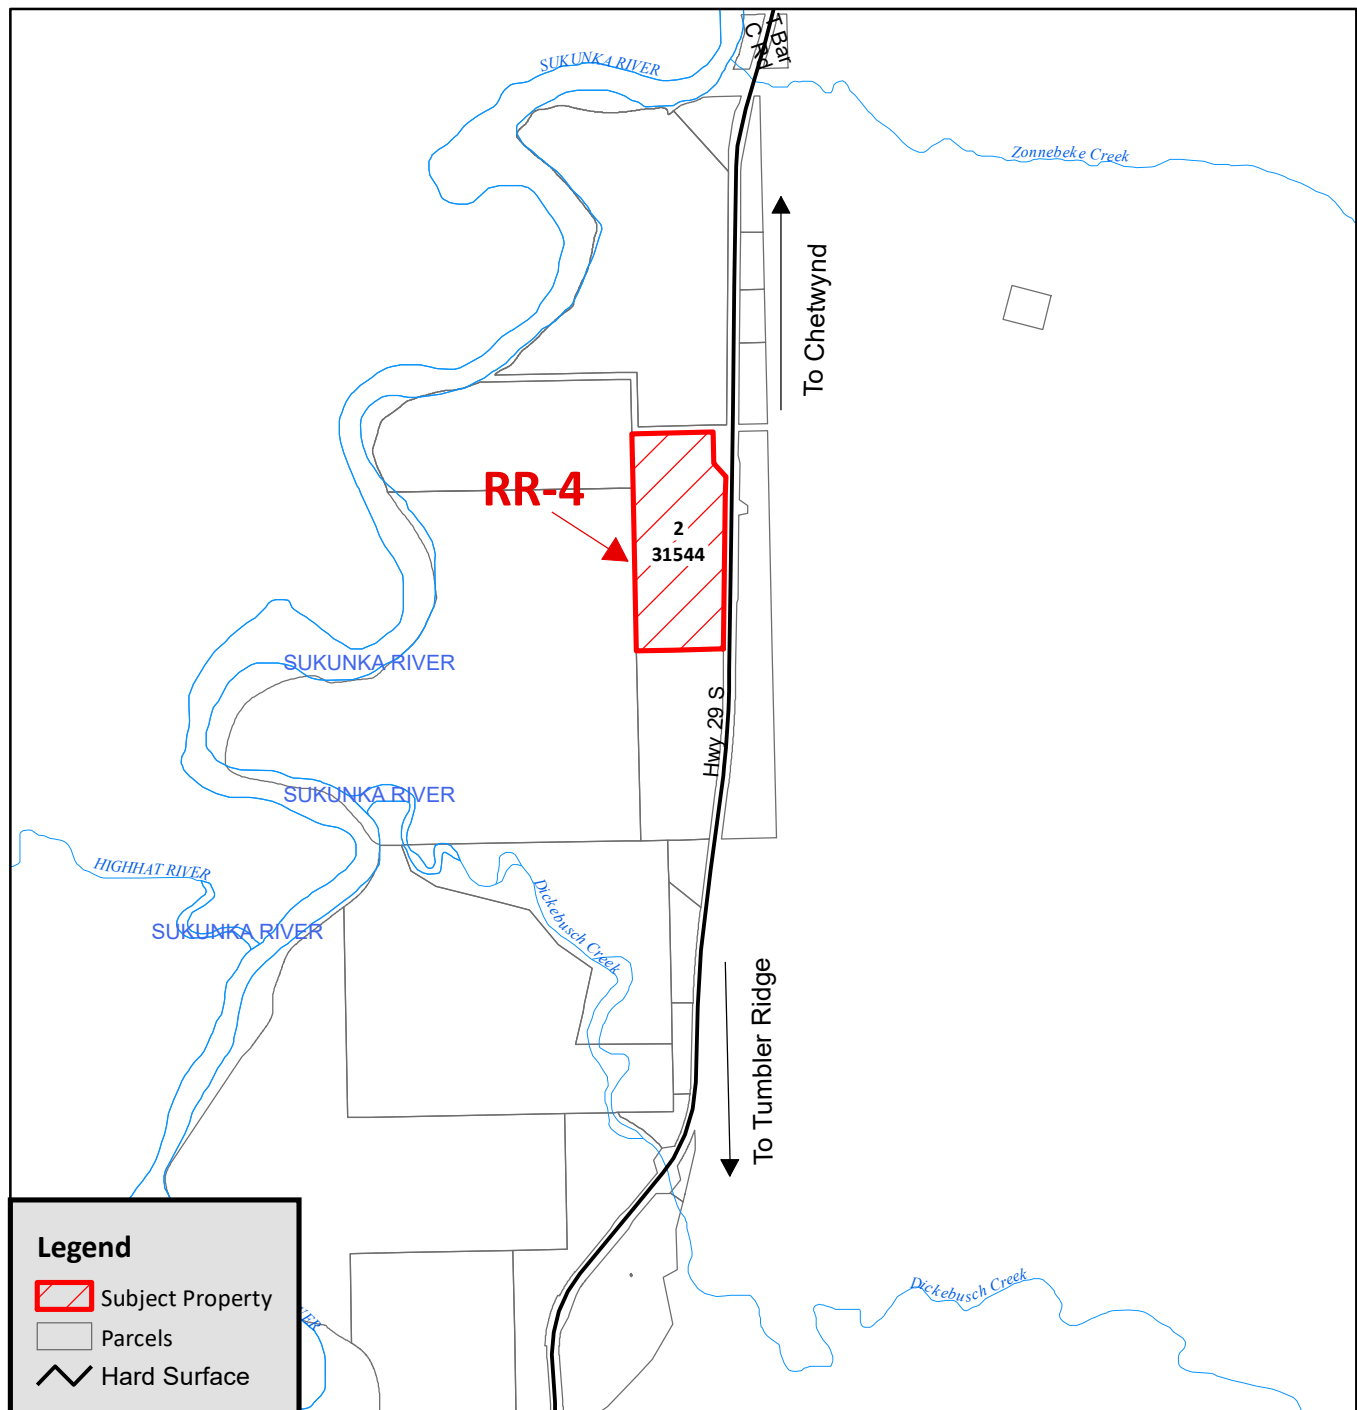 T Bar
C Rd
SUKUNKA RIVER
Zonnebeke Creek
To Chetwynd
RR-4
2
31544
SUKUNKA RIVER
Hwy 29 S
SUKUNKA RIVER
HIGHHAT RIVER
Dickebusch Creek
SUKUNKA RIVER
To Tumbler Ridge
Legend
Subject Property
Parcels
Hard Surface
Dickebusch Creek